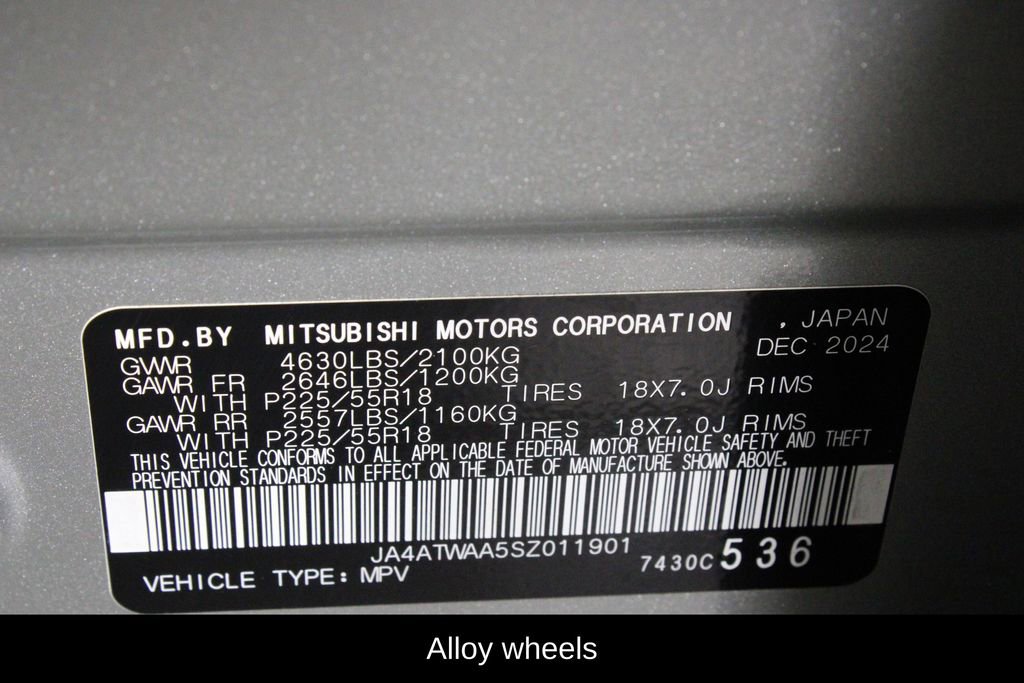 MFD.BY MITSUBISHI MOTORS CORPORATION , JAPAN
GVWR 4630LBS/2100KG DEC 2024
GAWR FR 2646LBS/1200KG
WITH P225/55R18 TIRES 18X7.0J RIMS
GAWR RR 2557LBS/1160KG
WITH P225/55R18 TIRES 18X7.0J RIMS
THIS VEHICLE CONFORMS TO ALL APPLICABLE FEDERAL MOTOR VEHICLE SAFETY AND THEFT
PREVENTION STANDARDS IN EFFECT ON THE DATE OF MANUFACTURE SHOWN ABOVE.
JA4ATWAA5SZ011901
VEHICLE TYPE: MPV 7430C 536
Alloy wheels